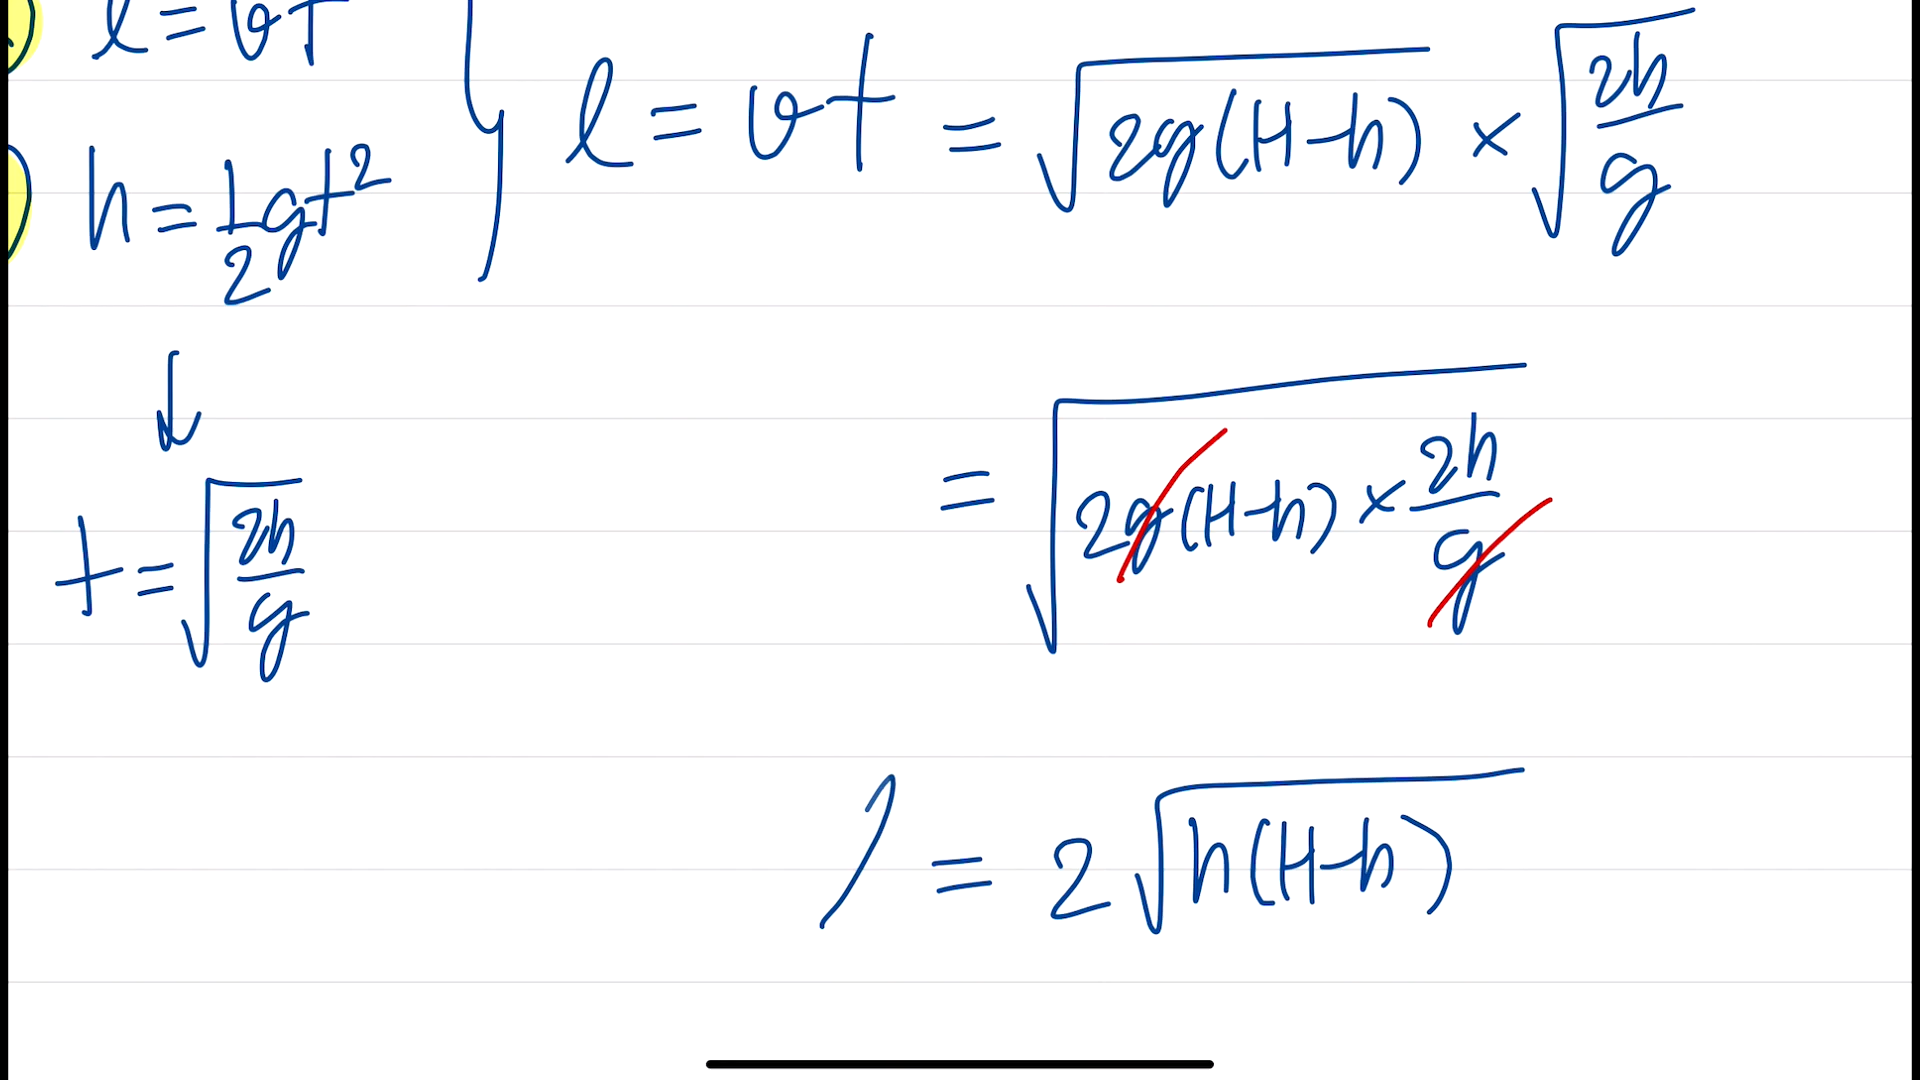 l = vt
h = 1/2 gt²
↓
t = √(2h/g)
l = vt = √(2g(H-h)) × √(2h/g)
= √(2g(H-h) × 2h/g)
l = 2√(h(H-h))